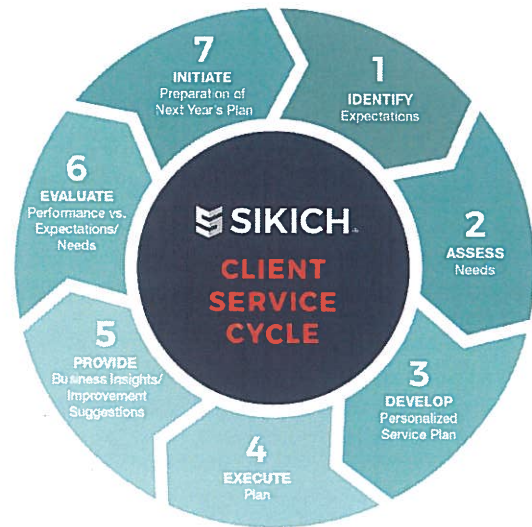 SIKICH.
CLIENT
SERVICE
CYCLE
1
IDENTIFY
Expectations
2
ASSESS
Needs
3
DEVELOP
Personalized
Service Plan
4
EXECUTE
Plan
5
PROVIDE
Business Insights/
Improvement
Suggestions
6
EVALUATE
Performance vs.
Expectations/
Needs
7
INITIATE
Preparation of
Next Year's Plan